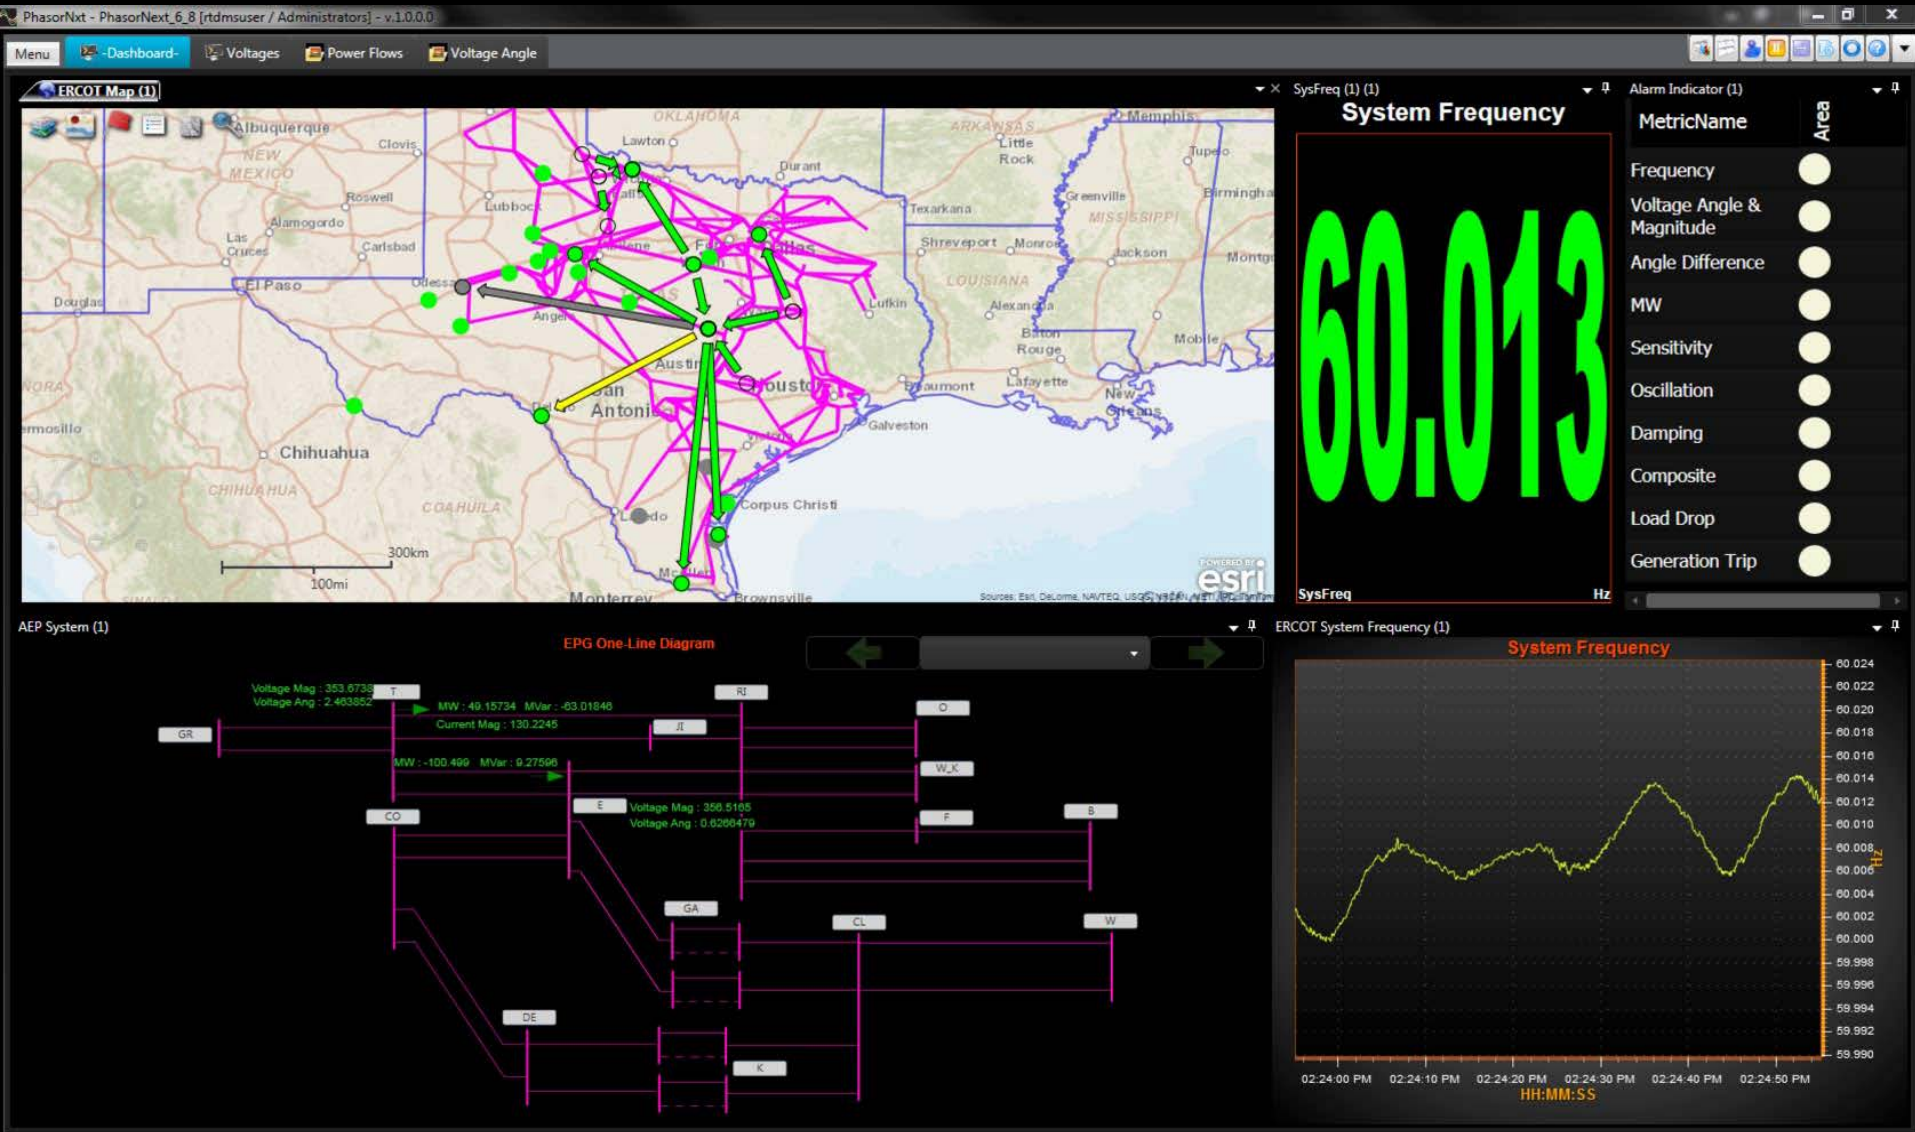 PhasorNxt - PhasorNext_6_8 [rtdmsuser / Administrators] - v.1.0.0.0
Menu
-Dashboard-
Voltages
Power Flows
Voltage Angle
ERCOT Map (1)
Albuquerque
Clovis
Lawton
OKLAHOMA
ARKANSAS
Little
Rock
Memphis
NEW
MEXICO
Durant
Tupelo
Roswell
Lubbock
Greenville
Birmingha
Alamogordo
Texarkana
MISSISSIPPI
Las
Cruces
Carlsbad
Shreveport
Monroe
Jackson
Montg
El Paso
Odessa
LOUISIANA
Douglas
Lufkin
Alexandria
Baton
Rouge
Mobile
Austin
San
Antonio
Houston
Beaumont
Lafayette
New
Orleans
Galveston
ermosillo
Chihuahua
Victoria
CHIHUAHUA
COAHUILA
Corpus Christi
Laredo
300km
100mi
Monterrey
Brownsville
POWERED BY
esri
SysFreq (1) (1)
System Frequency
60.013
SysFreq
Hz
Alarm Indicator (1)
MetricName
Area
Frequency
Voltage Angle &
Magnitude
Angle Difference
MW
Sensitivity
Oscillation
Damping
Composite
Load Drop
Generation Trip
AEP System (1)
EPG One-Line Diagram
Voltage Mag : 353.6738
Voltage Ang : 2.463852
T
MW : 49.15734 MVar : -63.01846
Current Mag : 130.2245
RI
O
GR
JI
MW : -100.499 MVar : 9.27596
W_K
E
Voltage Mag : 356.5165
Voltage Ang : 0.6266479
CO
F
B
GA
CL
W
DE
K
ERCOT System Frequency (1)
System Frequency
60.024
60.022
60.020
60.018
60.016
60.014
60.012
60.010
60.008
60.006
60.004
60.002
60.000
59.998
59.996
59.994
59.992
59.990
Hz
02:24:00 PM
02:24:10 PM
02:24:20 PM
02:24:30 PM
02:24:40 PM
02:24:50 PM
HH:MM:SS